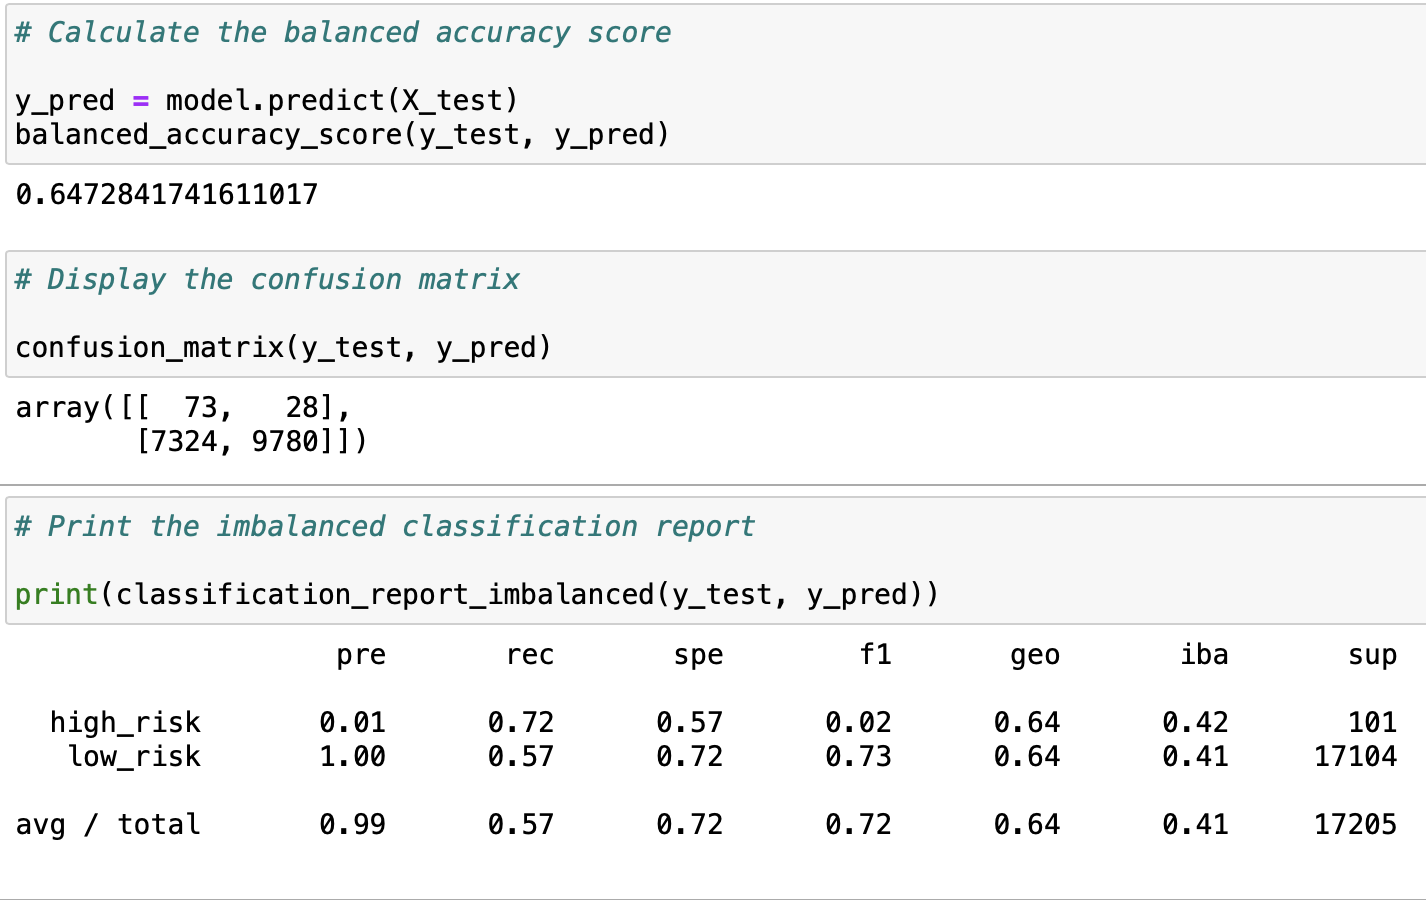 # Calculate the balanced accuracy score
y_pred = model.predict(X_test)
balanced_accuracy_score(y_test, y_pred)
0.6472841741611017
# Display the confusion matrix
confusion_matrix(y_test, y_pred)
array([[  73,   28],
       [7324, 9780]])
# Print the imbalanced classification report
print(classification_report_imbalanced(y_test, y_pred))
pre rec spe f1 geo iba sup
high_risk 0.01 0.72 0.57 0.02 0.64 0.42 101
low_risk 1.00 0.57 0.72 0.73 0.64 0.41 17104
avg / total 0.99 0.57 0.72 0.72 0.64 0.41 17205